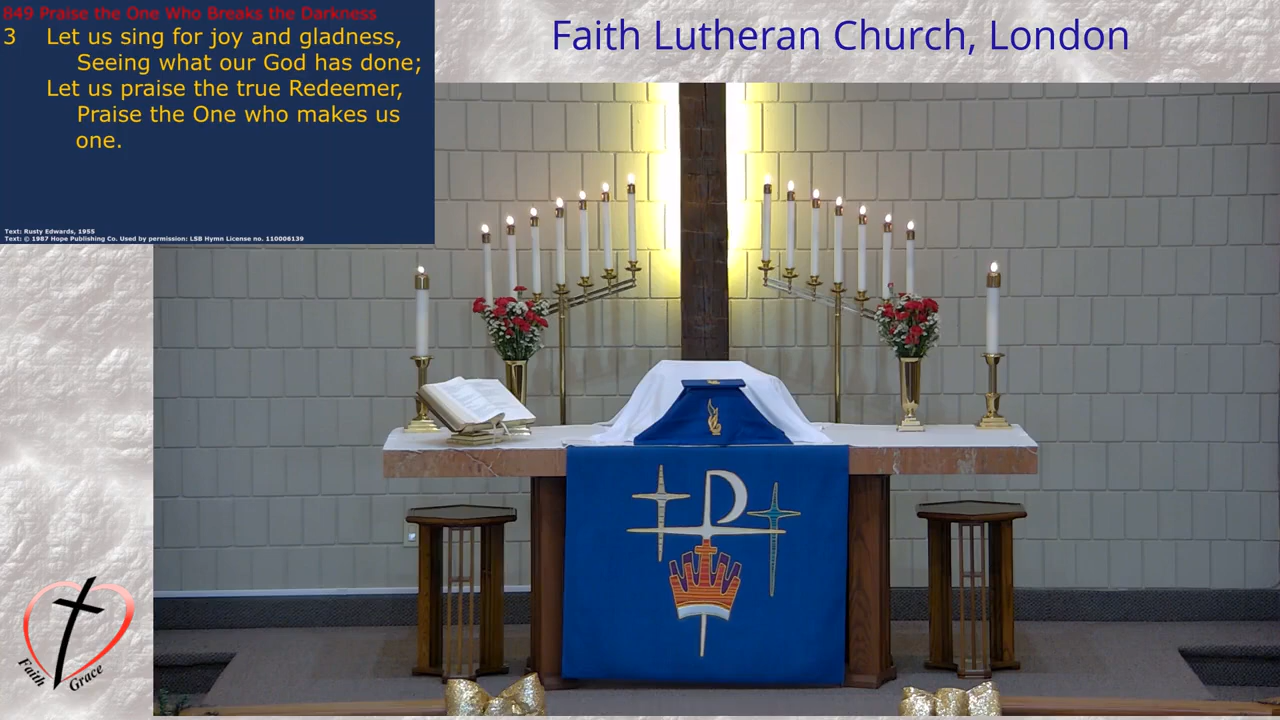 849 Praise the One Who Breaks the Darkness
3 Let us sing for joy and gladness,
Seeing what our God has done;
Let us praise the true Redeemer,
Praise the One who makes us
one.
Text: Rusty Edwards, 1955
Text: © 1987 Hope Publishing Co. Used by permission: LSB Hymn License no. 110006139
Faith Lutheran Church, London
Faith Grace